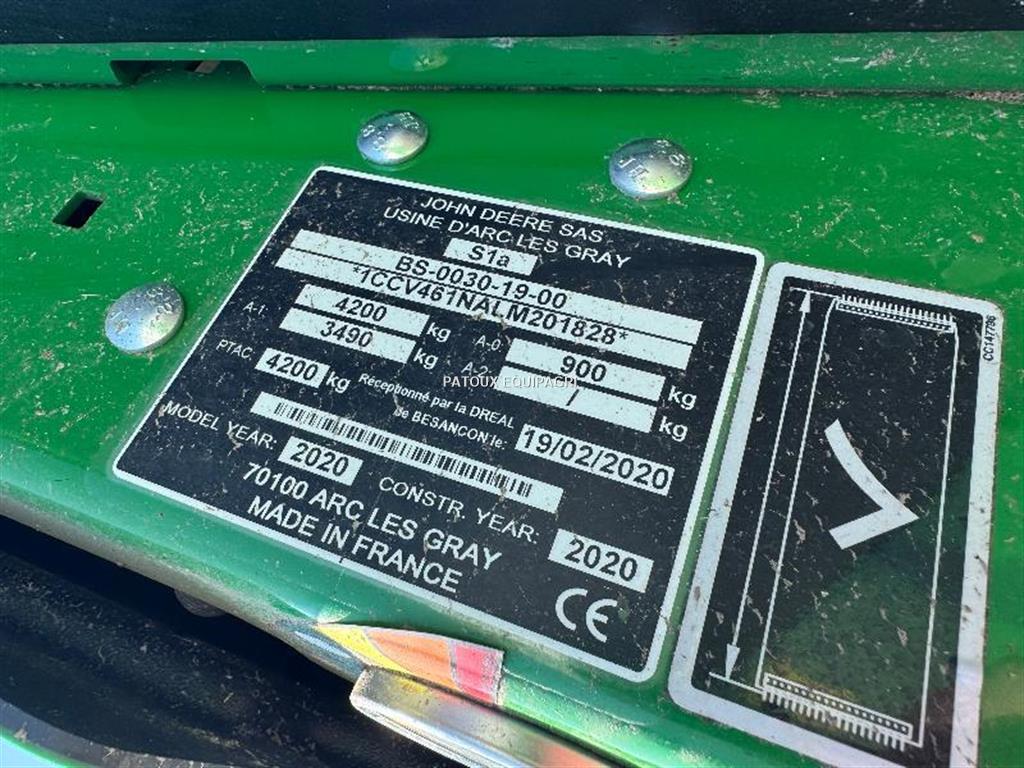 JOHN DEERE SAS
USINE D'ARC LES GRAY
S1a
BS-0030-19-00
*1CCV461NALM201828*
A-1: 4200 kg A-0: 900 kg
3490 kg A-2: / kg
PTAC. 4200 kg Réceptionné par la DREAL
de BESANCON le: 19/02/2020
MODEL YEAR: 2020 CONSTR. YEAR: 2020
70100 ARC LES GRAY
MADE IN FRANCE
CE
CC147796
PATOUX EQUIPAGRI